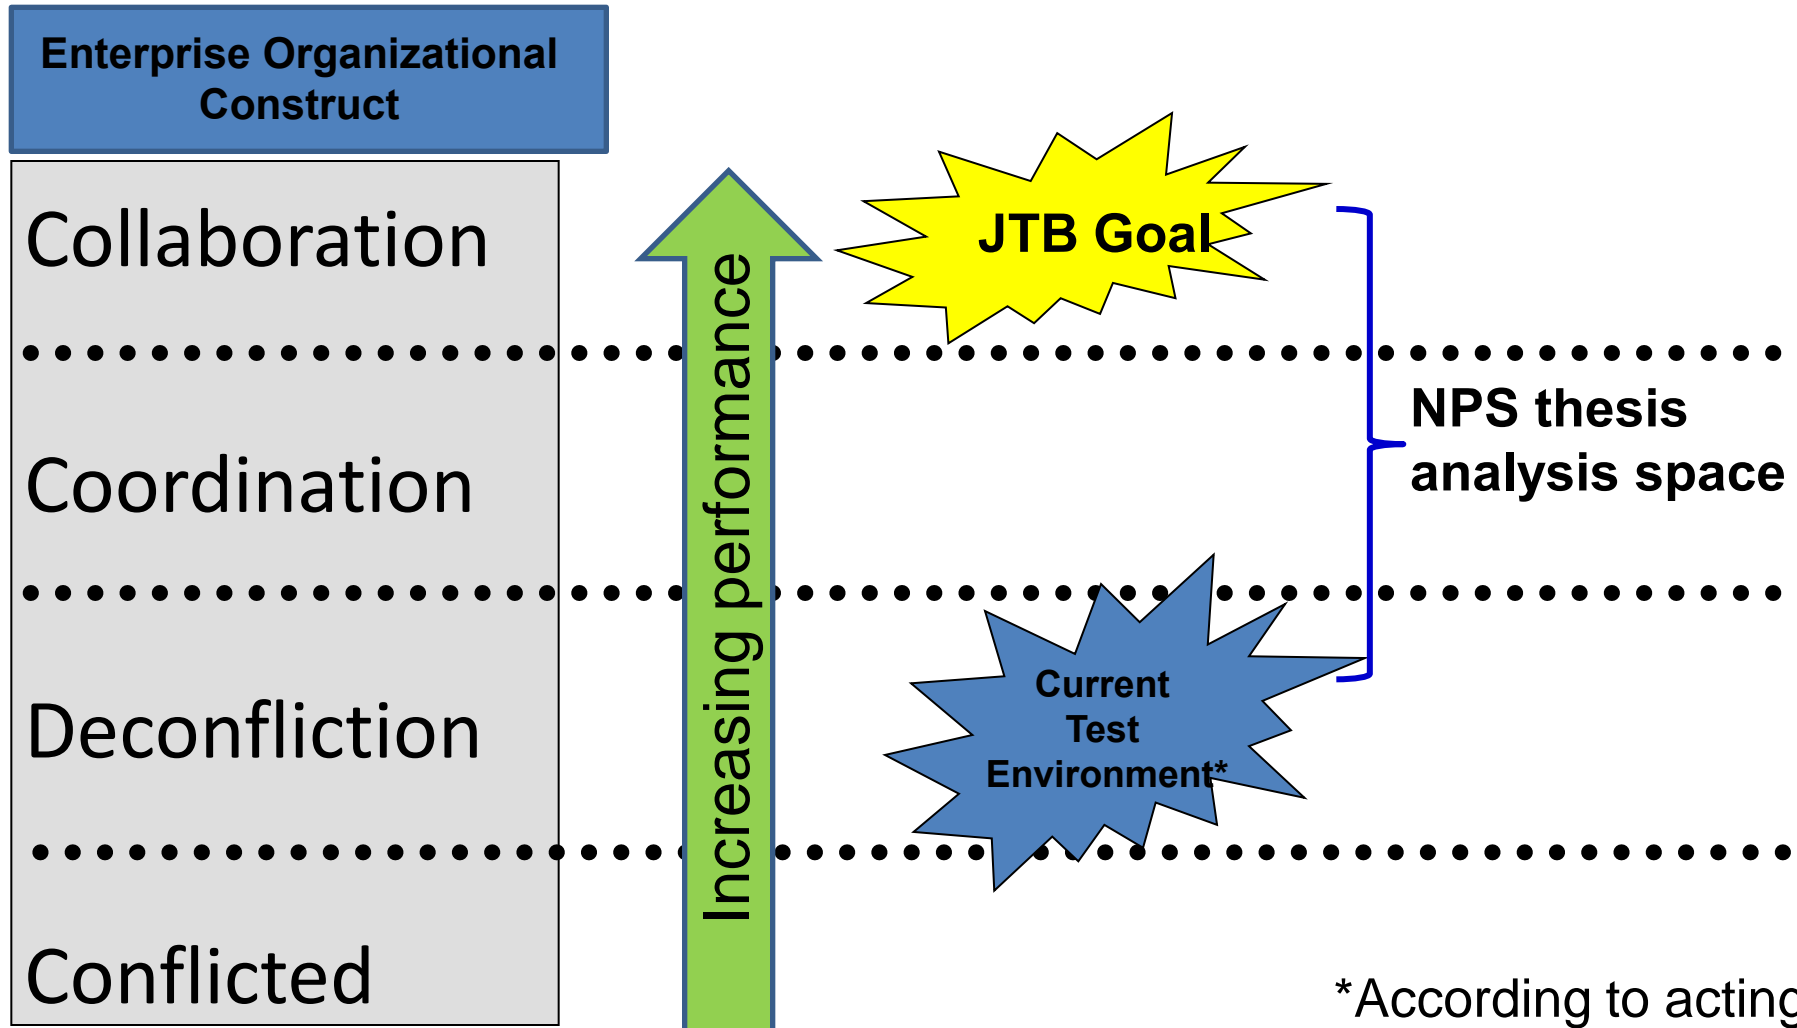 Enterprise Organizational
Construct
Collaboration
Coordination
Deconfliction
Conflicted
Increasing performance
JTB Goal
Current
Test
Environment*
NPS thesis
analysis space
*According to acting